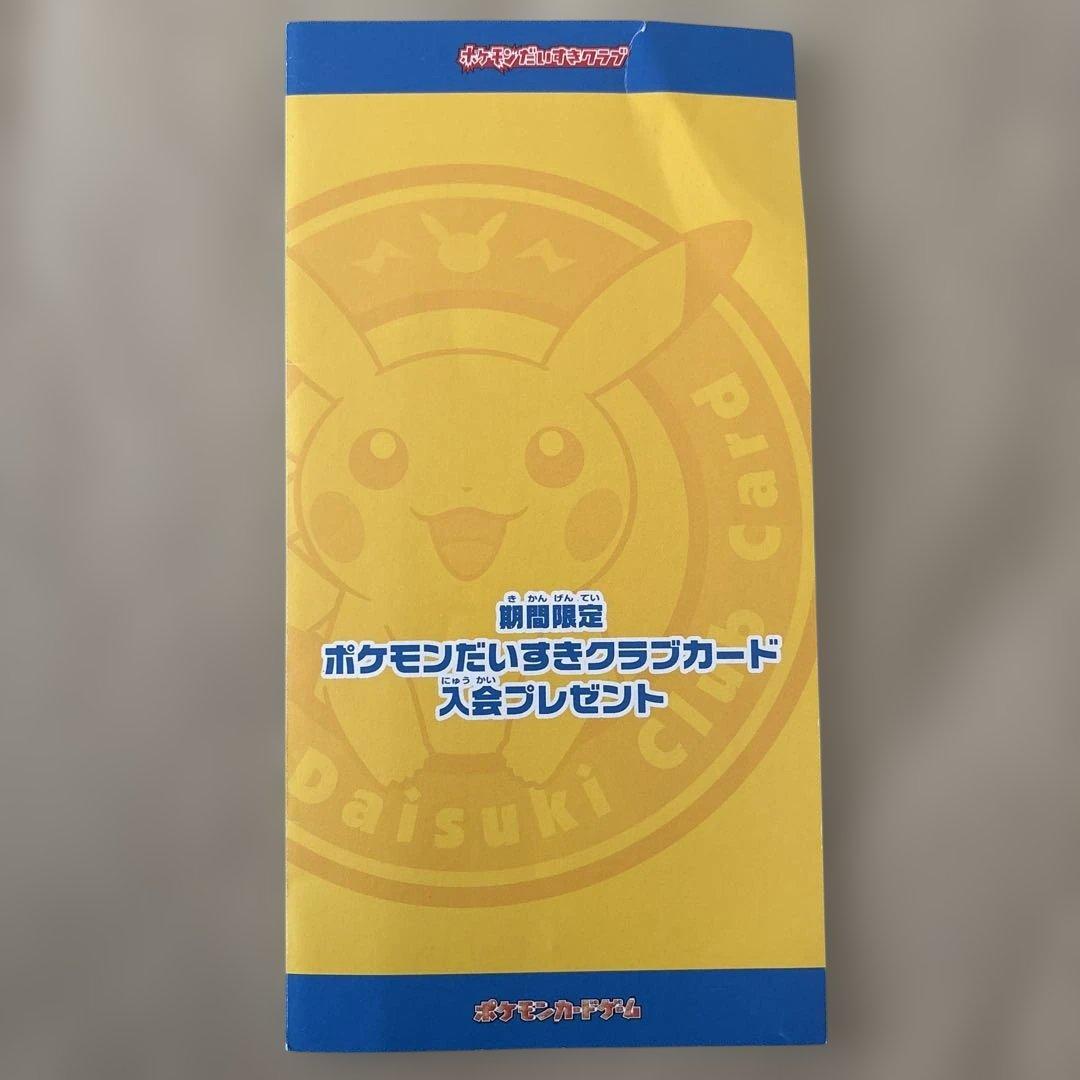 ポケモンだいすきクラブ
Daisuki Club Card
き かん げん てい
期間限定
ポケモンだいすきクラブカード
にゅう かい
入会プレゼント
ポケモンカードゲーム